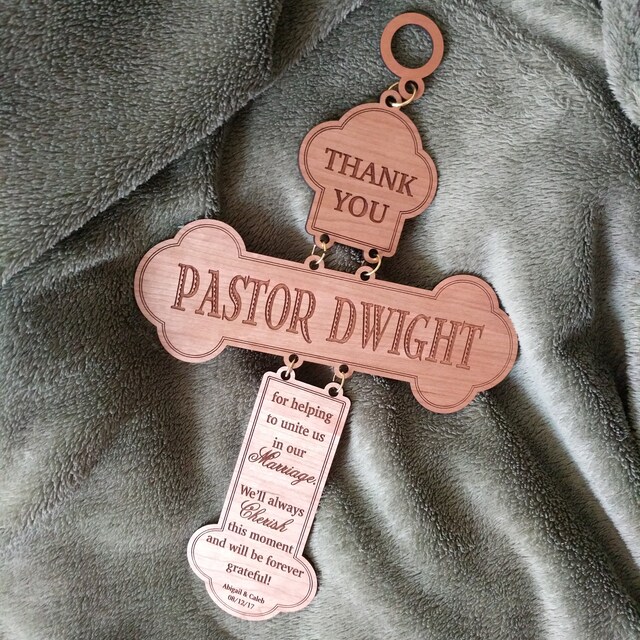 THANK
YOU
PASTOR DWIGHT
for helping
to unite us
in our
Marriage.
We'll always
Cherish
this moment
and will be forever
grateful!
Abigail & Caleb
08/12/17